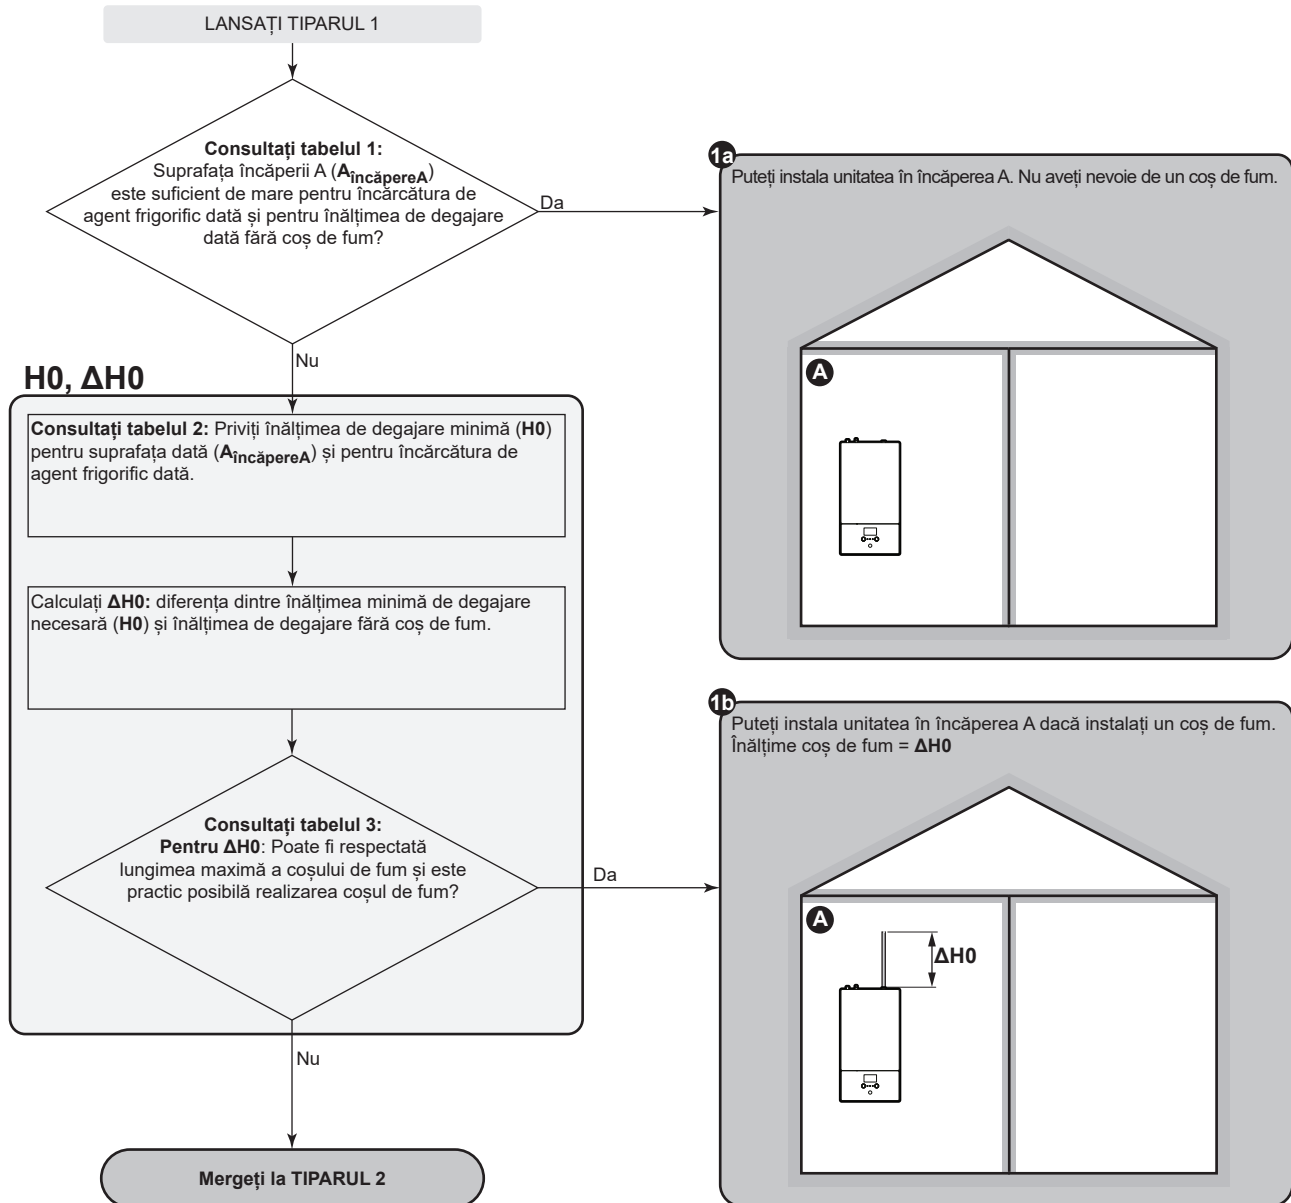 LANSAȚI TIPARUL 1
Consultați tabelul 1:
Suprafața încăperii A (AîncăpereA)
este suficient de mare pentru încărcătura de
agent frigorific dată și pentru înălțimea de degajare
dată fără coș de fum?
Da
Nu
1a
Puteți instala unitatea în încăperea A. Nu aveți nevoie de un coș de fum.
A
H0, ΔH0
Consultați tabelul 2: Priviți înălțimea de degajare minimă (H0)
pentru suprafața dată (AîncăpereA) și pentru încărcătura de
agent frigorific dată.
Calculați ΔH0: diferența dintre înălțimea minimă de degajare
necesară (H0) și înălțimea de degajare fără coș de fum.
Consultați tabelul 3:
Pentru ΔH0: Poate fi respectată
lungimea maximă a coșului de fum și este
practic posibilă realizarea coșul de fum?
Da
Nu
1b
Puteți instala unitatea în încăperea A dacă instalați un coș de fum.
Înălțime coș de fum = ΔH0
A
ΔH0
Mergeți la TIPARUL 2